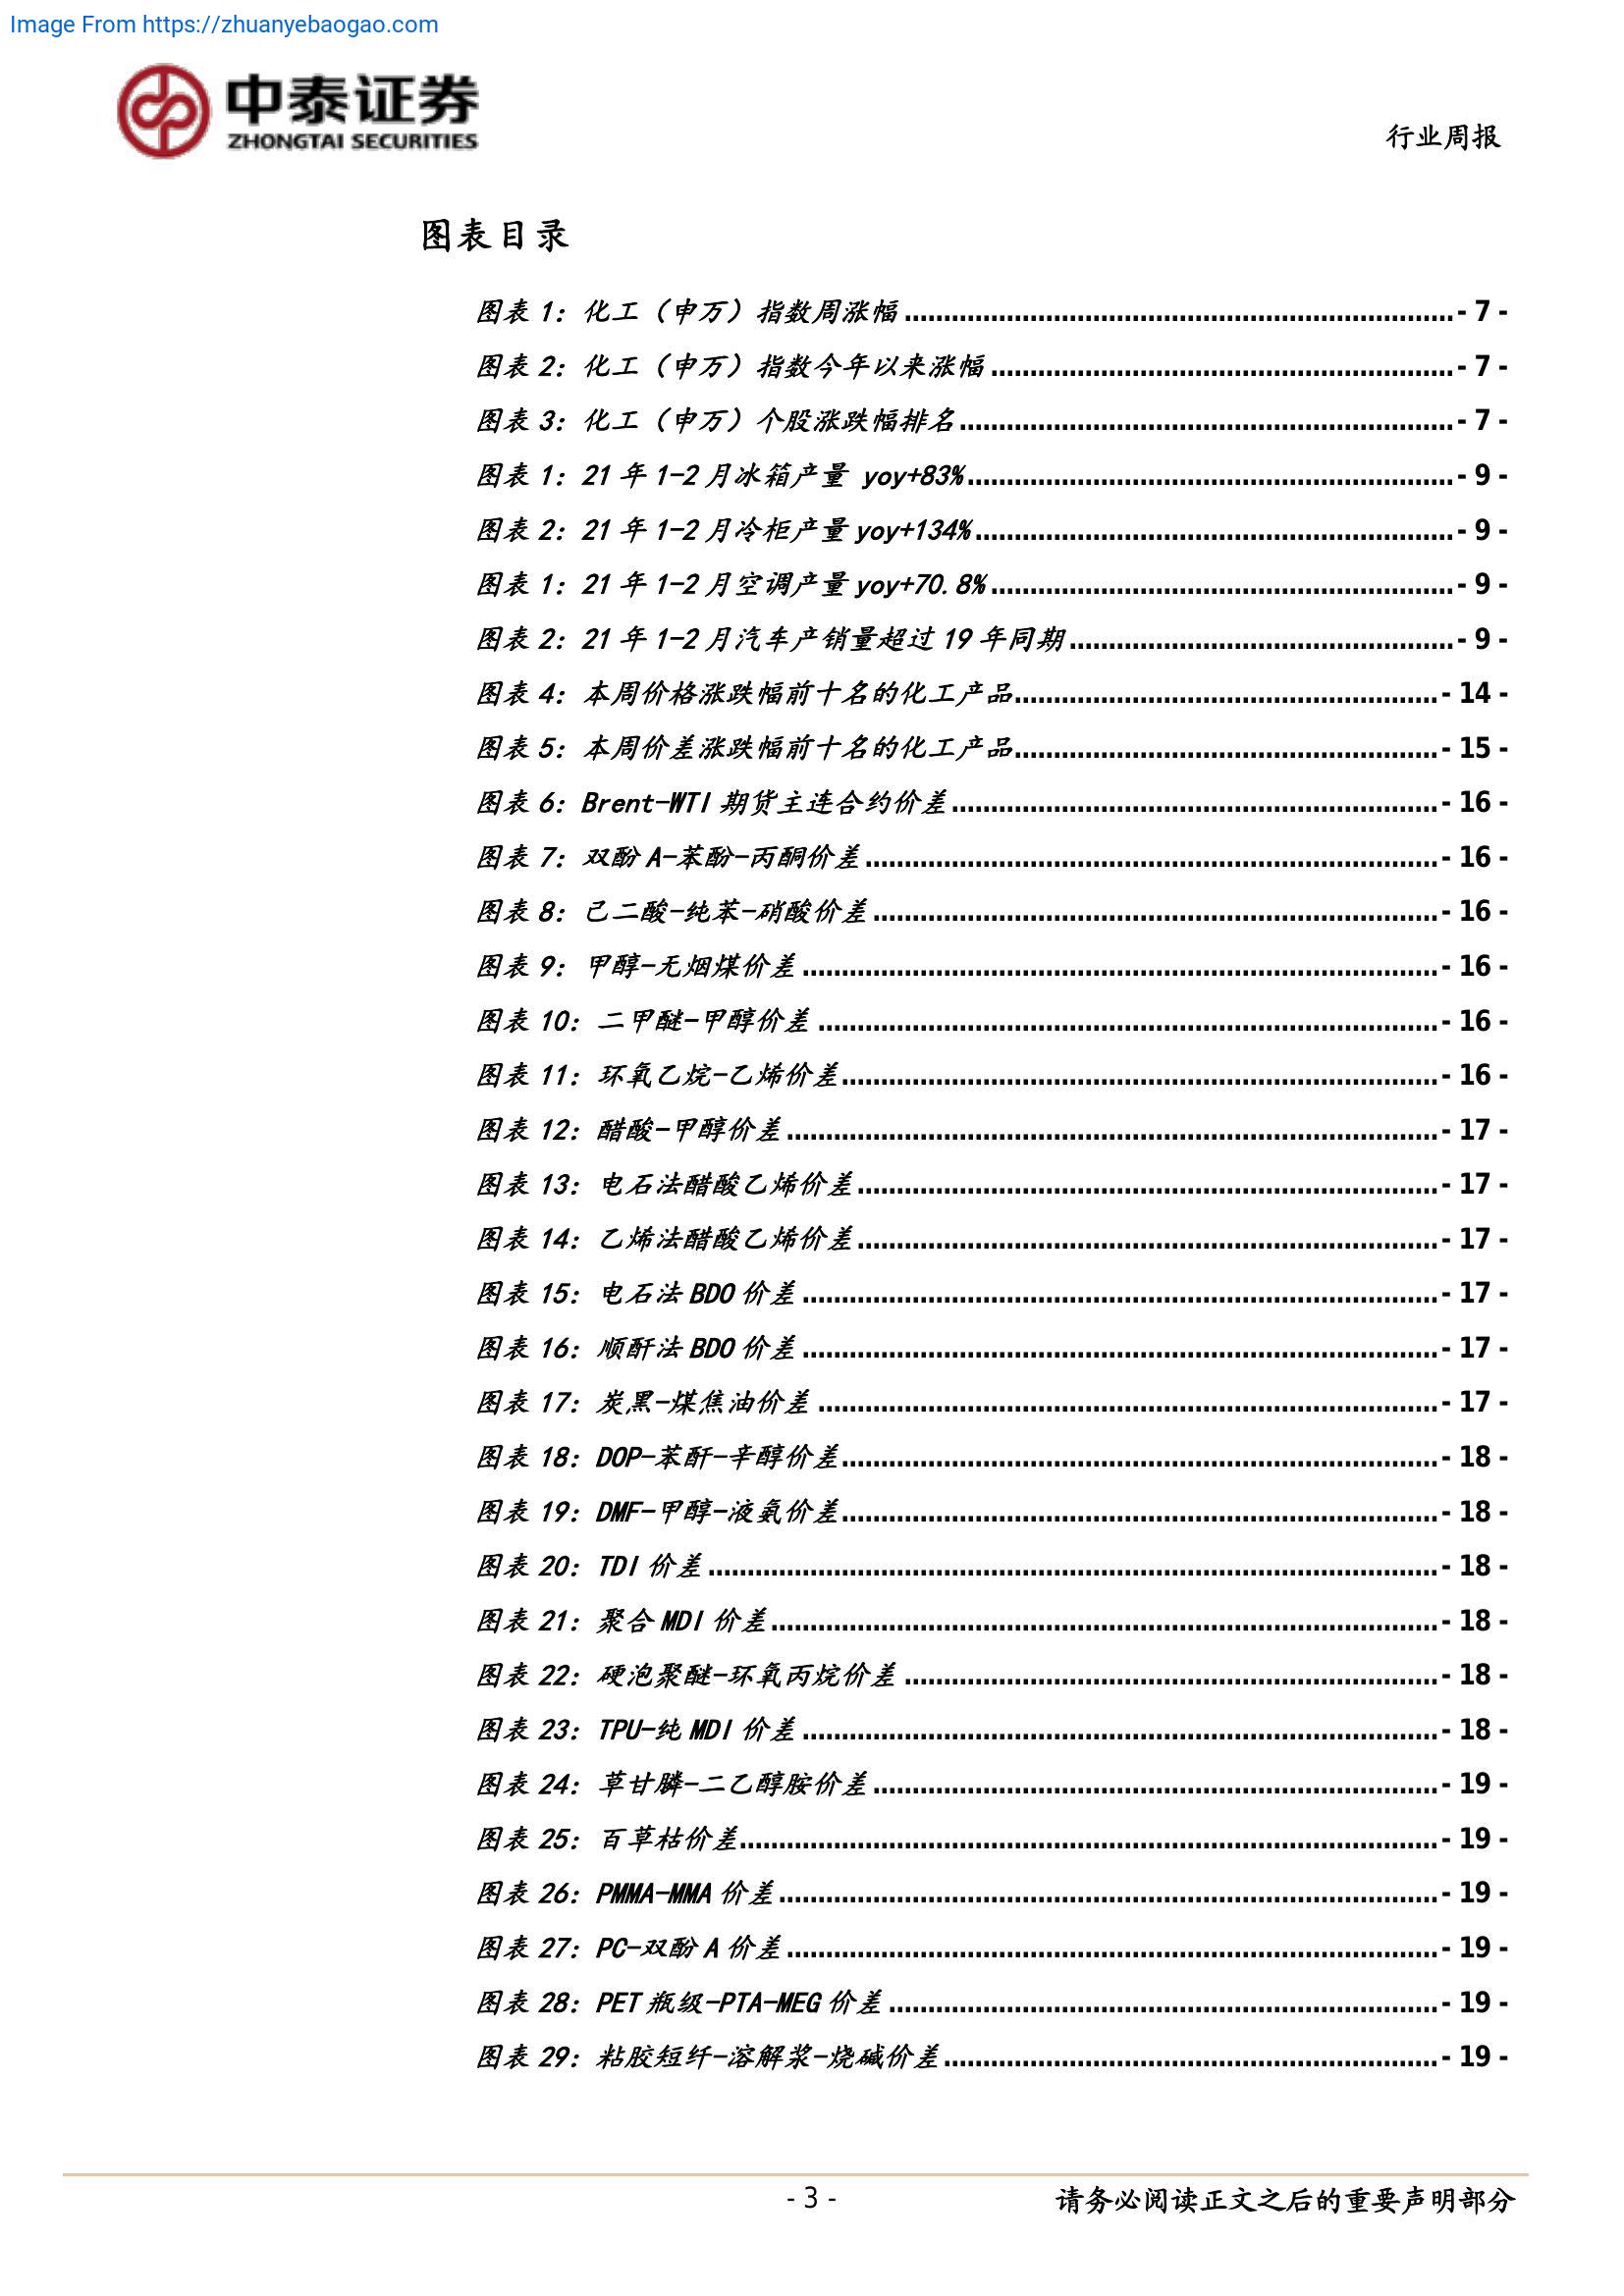 Image From https://zhuanyebaogao.com
中泰证券
ZHONGTAI SECURITIES
行业周报
图表目录
图表 1：化工（申万）指数周涨幅 ................ - 7 -
图表 2：化工（申万）指数今年以来涨幅 ................ - 7 -
图表 3：化工（申万）个股涨跌幅排名 ................ - 7 -
图表 1：21 年 1-2 月冰箱产量 yoy+83% ................ - 9 -
图表 2：21 年 1-2 月冷柜产量 yoy+134% ................ - 9 -
图表 1：21 年 1-2 月空调产量 yoy+70.8% ................ - 9 -
图表 2：21 年 1-2 月汽车产销量超过 19 年同期 ................ - 9 -
图表 4：本周价格涨跌幅前十名的化工产品 ................ - 14 -
图表 5：本周价差涨跌幅前十名的化工产品 ................ - 15 -
图表 6：Brent-WTI 期货主连合约价差 ................ - 16 -
图表 7：双酚 A-苯酚-丙酮价差 ................ - 16 -
图表 8：己二酸-纯苯-硝酸价差 ................ - 16 -
图表 9：甲醇-无烟煤价差 ................ - 16 -
图表 10：二甲醚-甲醇价差 ................ - 16 -
图表 11：环氧乙烷-乙烯价差 ................ - 16 -
图表 12：醋酸-甲醇价差 ................ - 17 -
图表 13：电石法醋酸乙烯价差 ................ - 17 -
图表 14：乙烯法醋酸乙烯价差 ................ - 17 -
图表 15：电石法 BDO 价差 ................ - 17 -
图表 16：顺酐法 BDO 价差 ................ - 17 -
图表 17：炭黑-煤焦油价差 ................ - 17 -
图表 18：DOP-苯酐-辛醇价差 ................ - 18 -
图表 19：DMF-甲醇-液氨价差 ................ - 18 -
图表 20：TDI 价差 ................ - 18 -
图表 21：聚合 MDI 价差 ................ - 18 -
图表 22：硬泡聚醚-环氧丙烷价差 ................ - 18 -
图表 23：TPU-纯 MDI 价差 ................ - 18 -
图表 24：草甘膦-二乙醇胺价差 ................ - 19 -
图表 25：百草枯价差 ................ - 19 -
图表 26：PMMA-MMA 价差 ................ - 19 -
图表 27：PC-双酚 A 价差 ................ - 19 -
图表 28：PET 瓶级-PTA-MEG 价差 ................ - 19 -
图表 29：粘胶短纤-溶解浆-烧碱价差 ................ - 19 -
- 3 -
请务必阅读正文之后的重要声明部分